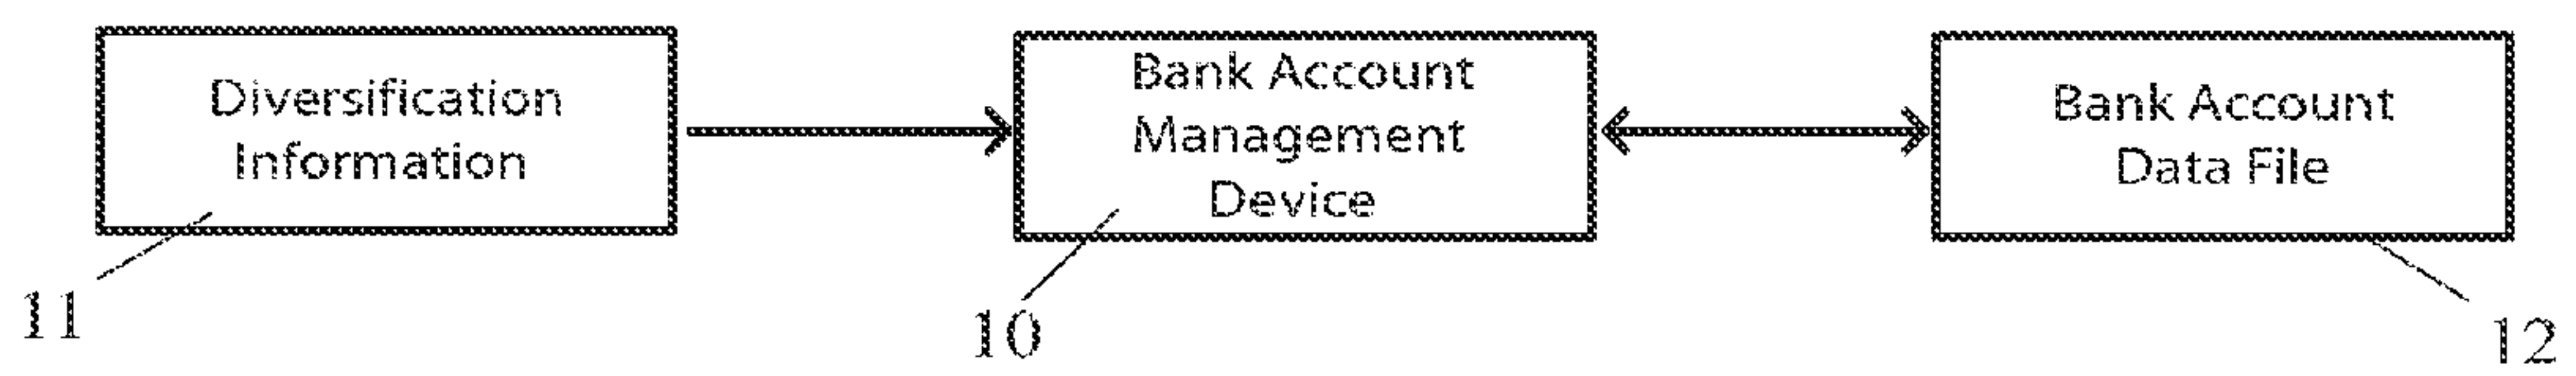 Diversification
Information
Bank Account
Management
Device
Bank Account
Data File
11
10
12